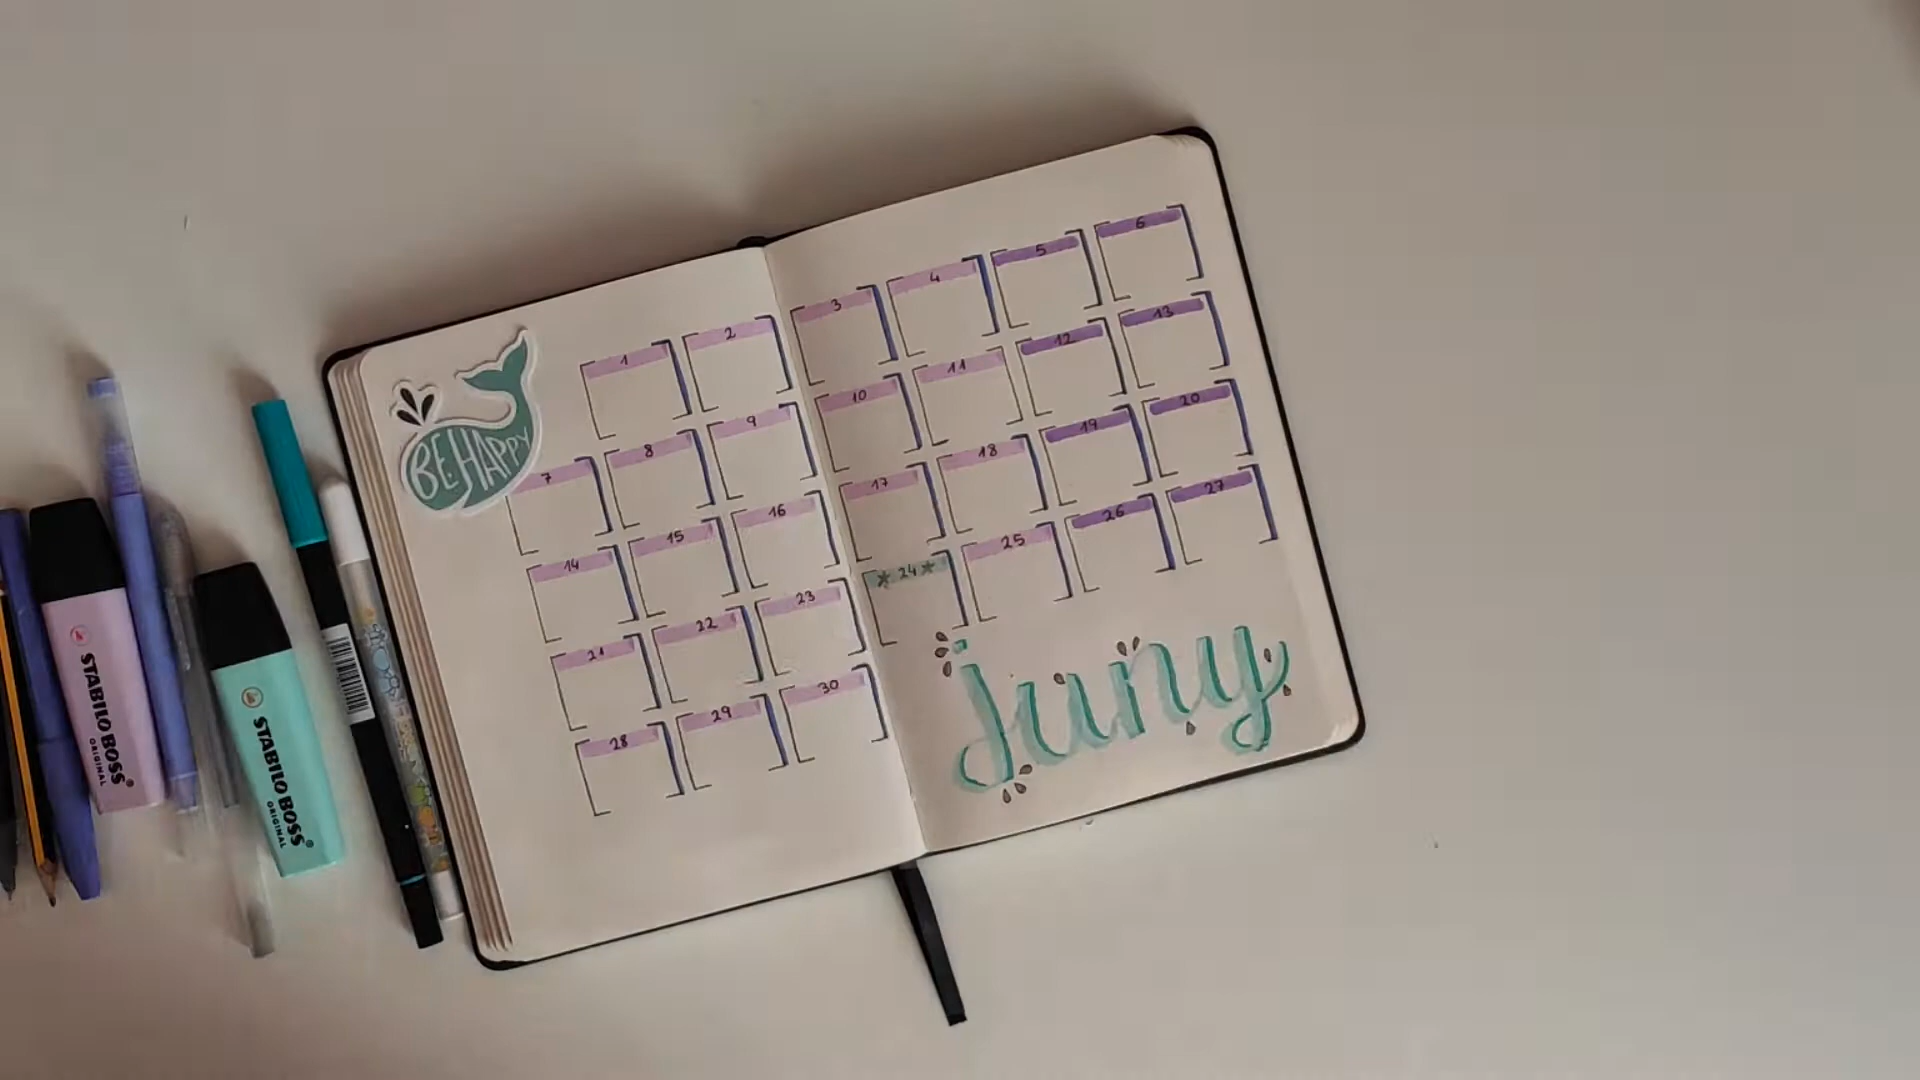 BE HAPPY
1 2 3 4 5 6
7 8 9 10 11 12 13
14 15 16 17 18 19 20
21 22 23 * 24 * 25 26 27
28 29 30
juny
STABILO BOSS
ORIGINAL
STABILO BOSS
ORIGINAL